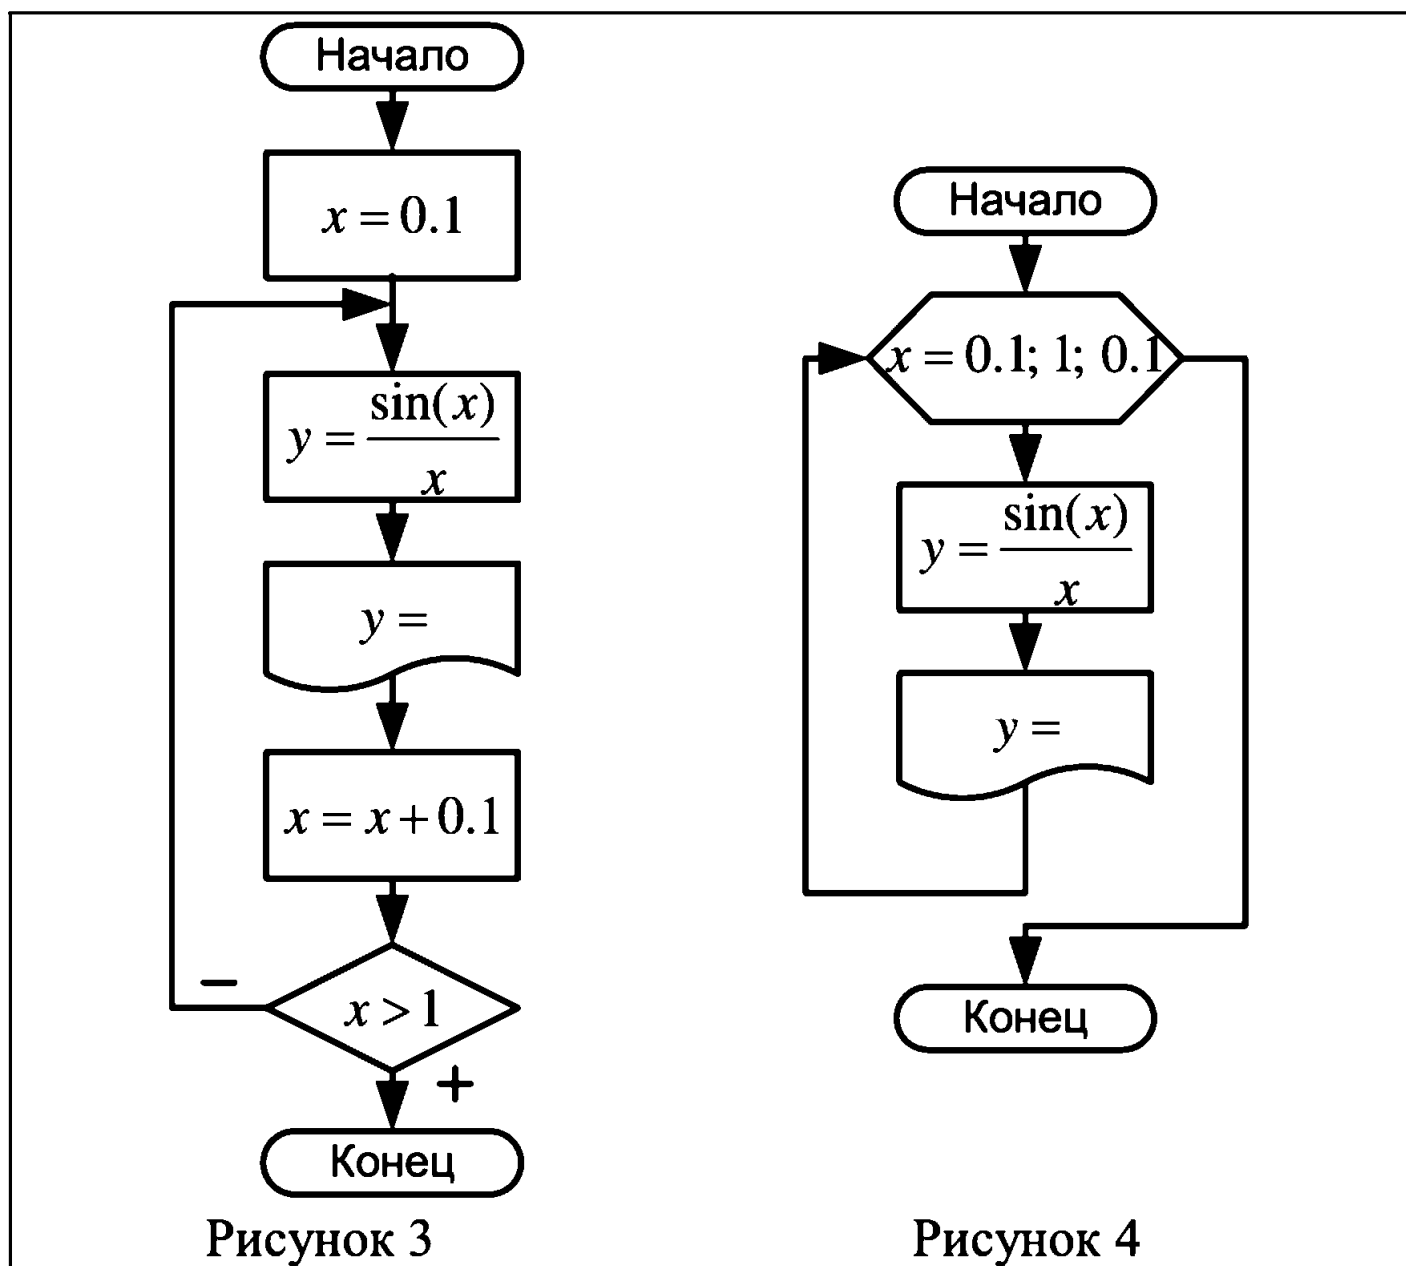 Начало
x = 0.1
y = sin(x) / x
y =
x = x + 0.1
x > 1
−
+
Конец
Рисунок 3
Начало
x = 0.1; 1; 0.1
y = sin(x) / x
y =
Конец
Рисунок 4